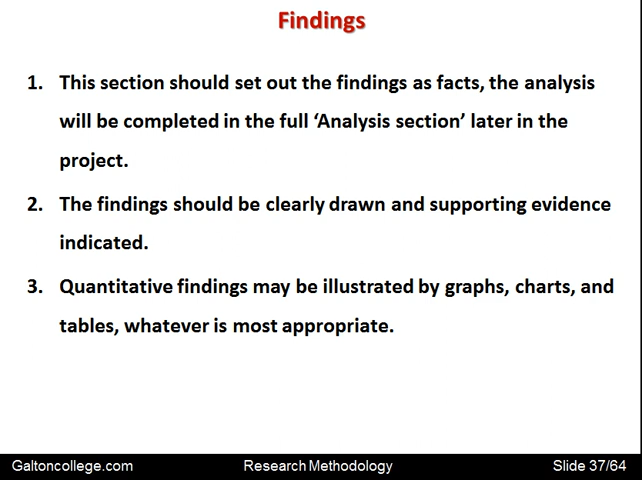 Findings
1. This section should set out the findings as facts, the analysis
will be completed in the full ‘Analysis section’ later in the
project.
2. The findings should be clearly drawn and supporting evidence
indicated.
3. Quantitative findings may be illustrated by graphs, charts, and
tables, whatever is most appropriate.
Galtoncollege.com Research Methodology Slide 37/64